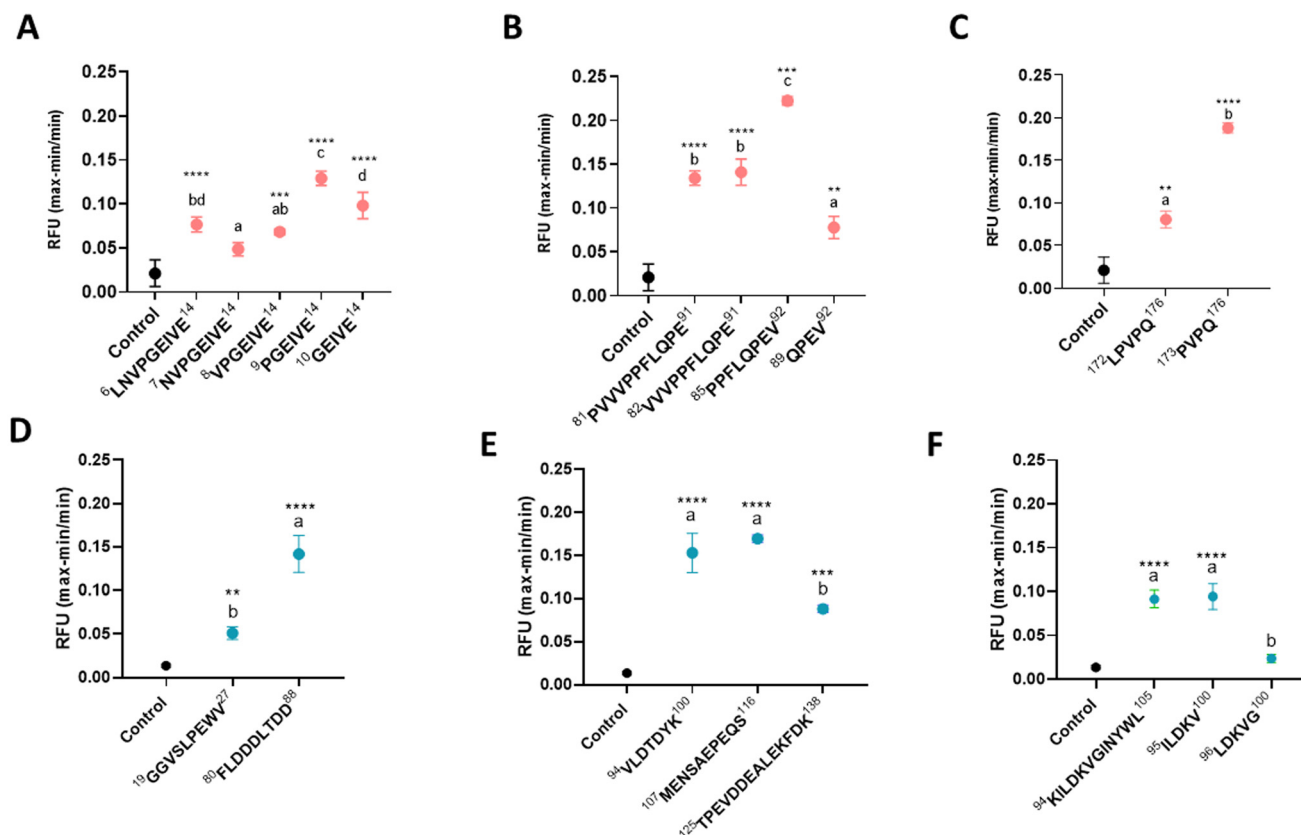 A
RFU (max-min/min)
0.25
0.20
0.15
0.10
0.05
0.00
****
bd
a
***
ab
****
c
****
d
Control
⁶LNVPGEIVE¹⁴
⁷NVPGEIVE¹⁴
⁸VPGEIVE¹⁴
⁹PGEIVE¹⁴
¹⁰GEIVE¹⁴
B
RFU (max-min/min)
0.25
0.20
0.15
0.10
0.05
0.00
****
b
****
b
***
c
**
a
Control
⁸¹PVVVPPFLQPE⁹¹
⁸²VVVPPFLQPE⁹¹
⁸⁵PPFLQPEV⁹²
⁸⁹QPEV⁹²
C
RFU (max-min/min)
0.25
0.20
0.15
0.10
0.05
0.00
**
a
****
b
Control
¹⁷²LPVPQ¹⁷⁶
¹⁷³PVPQ¹⁷⁶
D
RFU (max-min/min)
0.25
0.20
0.15
0.10
0.05
0.00
**
b
****
a
Control
¹⁹GGVSLPEWV²⁷
⁸⁰FLDDDLTDD⁸⁸
E
RFU (max-min/min)
0.25
0.20
0.15
0.10
0.05
0.00
****
a
****
a
***
b
Control
⁹⁴VLDTDYK¹⁰⁰
¹⁰⁷MENSAEPEQS¹¹⁶
¹²⁵TPEVDDEALEKFDK¹³⁸
F
RFU (max-min/min)
0.25
0.20
0.15
0.10
0.05
0.00
****
a
****
a
b
Control
⁹⁴KILDKVGINYWL¹⁰⁵
⁹⁵ILDKV¹⁰⁰
⁹⁶LDKVG¹⁰⁰